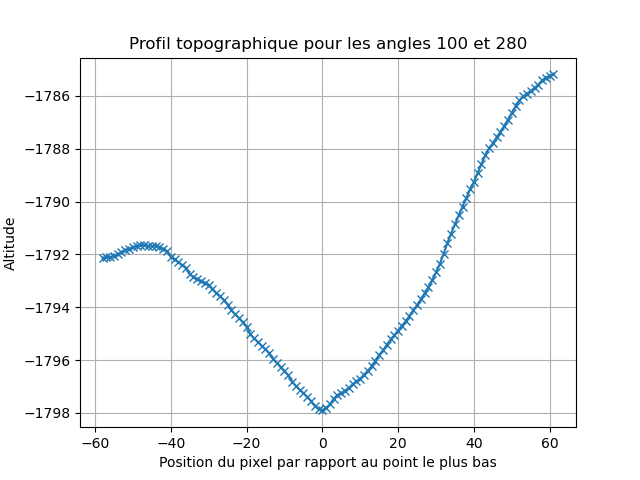 Profil topographique pour les angles 100 et 280
Altitude
−1786
−1788
−1790
−1792
−1794
−1796
−1798
−60 −40 −20 0 20 40 60
Position du pixel par rapport au point le plus bas